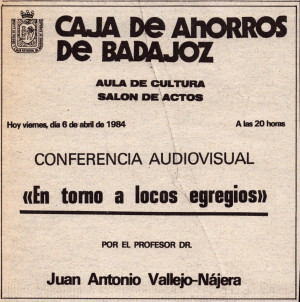 CAJA DE AHORROS
DE BADAJOZ
AULA DE CULTURA
SALON DE ACTOS
Hoy viernes, día 6 de abril de 1984
A las 20 horas
CONFERENCIA AUDIOVISUAL
«En torno a locos egregios»
POR EL PROFESOR DR.
Juan Antonio Vallejo-Nájera